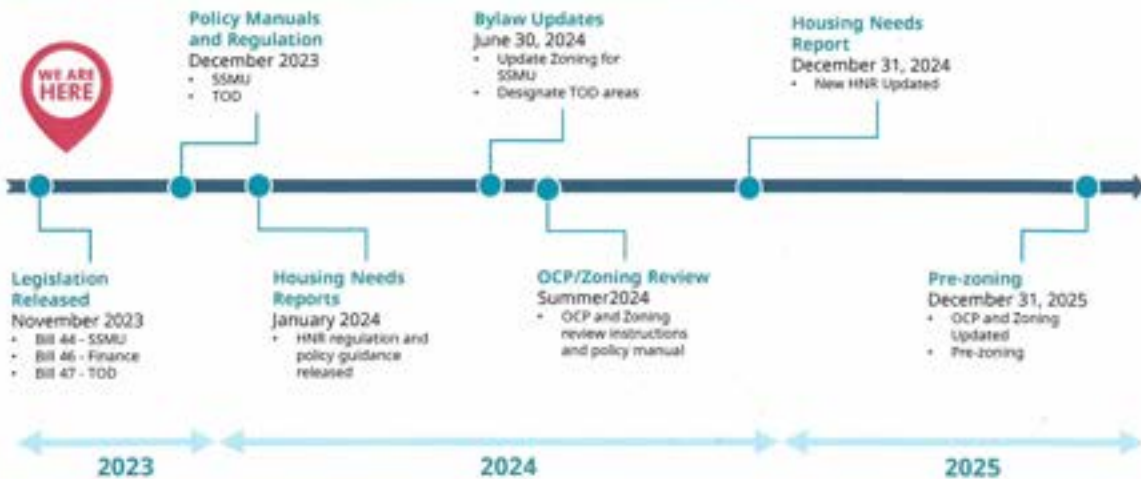 WE ARE
HERE
Policy Manuals
and Regulation
December 2023
• SSMU
• TOD
Bylaw Updates
June 30, 2024
• Update Zoning for
SSMU
• Designate TOD areas
Housing Needs
Report
December 31, 2024
• New HNR Updated
Legislation
Released
November 2023
• Bill 44 - SSMU
• Bill 46 - Finance
• Bill 47 - TOD
Housing Needs
Reports
January 2024
• HNR regulation and
policy guidance
released
OCP/Zoning Review
Summer2024
• OCP and Zoning
review instructions
and policy manual
Pre-zoning
December 31, 2025
• OCP and Zoning
Updated
• Pre-zoning
2023
2024
2025